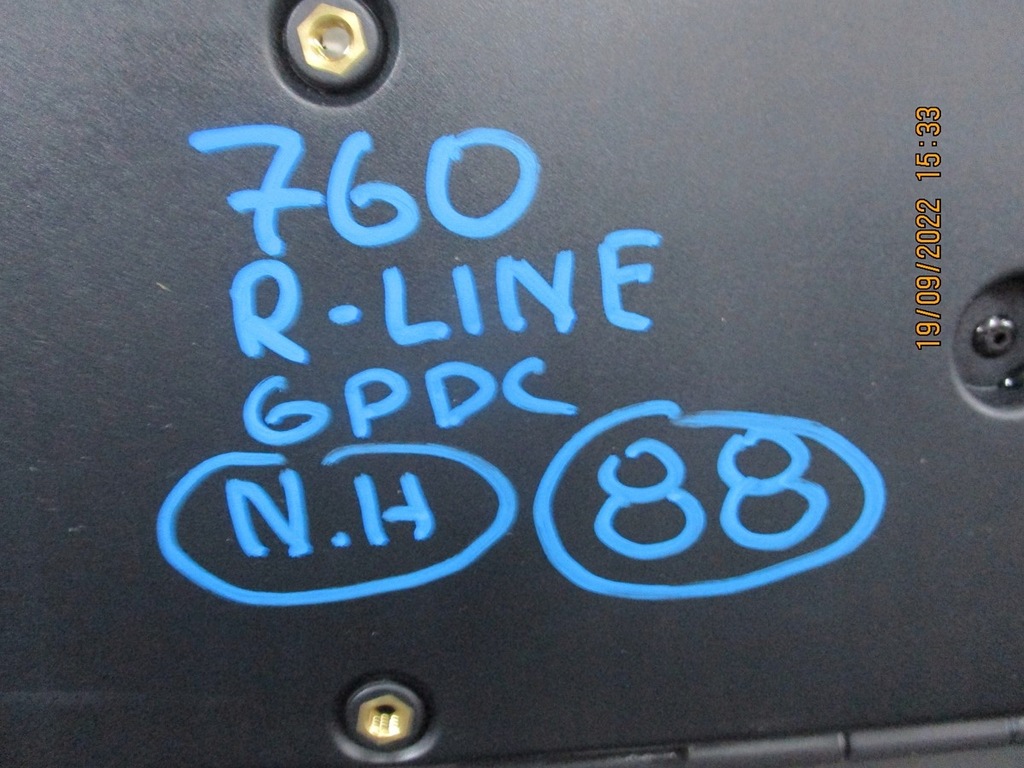 760
R-LINE
GPDC
N.H 88
19/09/2022 15:33